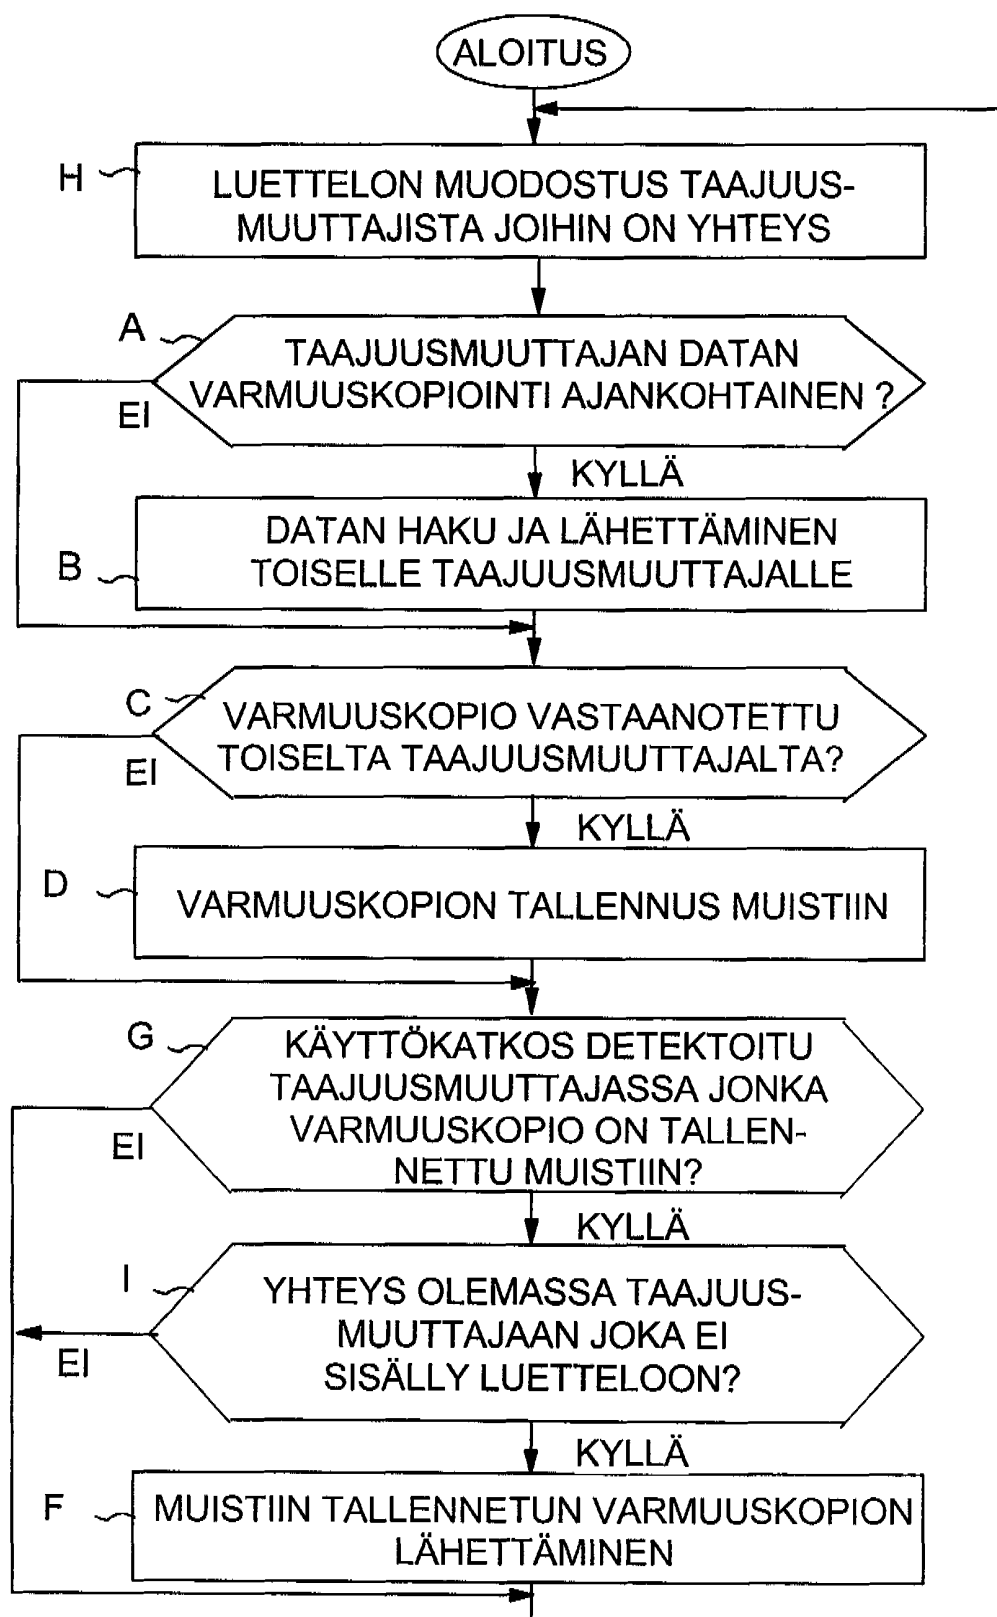 ALOITUS
H
LUETTELON MUODOSTUS TAAJUUS-
MUUTTAJISTA JOIHIN ON YHTEYS
A
TAAJUUSMUUTTAJAN DATAN
VARMUUSKOPIOINTI AJANKOHTAINEN ?
EI
KYLLÄ
B
DATAN HAKU JA LÄHETTÄMINEN
TOISELLE TAAJUUSMUUTTAJALLE
C
VARMUUSKOPIO VASTAANOTETTU
TOISELTA TAAJUUSMUUTTAJALTA?
EI
KYLLÄ
D
VARMUUSKOPION TALLENNUS MUISTIIN
G
KÄYTTÖKATKOS DETEKTOITU
TAAJUUSMUUTTAJASSA JONKA
VARMUUSKOPIO ON TALLEN-
NETTU MUISTIIN?
EI
KYLLÄ
I
YHTEYS OLEMASSA TAAJUUS-
MUUTTAJAAN JOKA EI
SISÄLLY LUETTELOON?
EI
KYLLÄ
F
MUISTIIN TALLENNETUN VARMUUSKOPION
LÄHETTÄMINEN